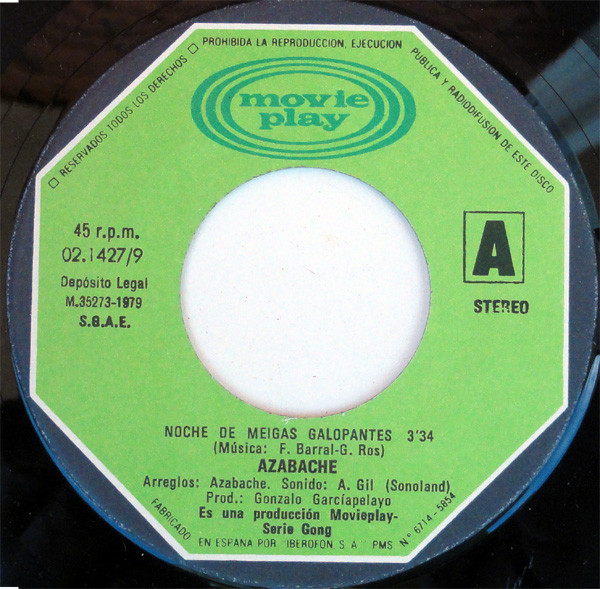 □ RESERVADOS TODOS LOS DERECHOS □ PROHIBIDA LA REPRODUCCION, EJECUCION PUBLICA Y RADIODIFUSION DE ESTE DISCO
movie
play
45 r.p.m.
02.1427/9
Depósito Legal
M.35273-1979
S.G.A.E.
A
STEREO
NOCHE DE MEIGAS GALOPANTES 3'34
(Música: F. Barral-G. Ros)
AZABACHE
Arreglos: Azabache. Sonido: A. Gil (Sonoland)
Prod.: Gonzalo Garcíapelayo
Es una producción Movieplay-
Serie Gong
FABRICADO EN ESPAÑA POR IBEROFON, S.A. PMS Nº 6714-5854